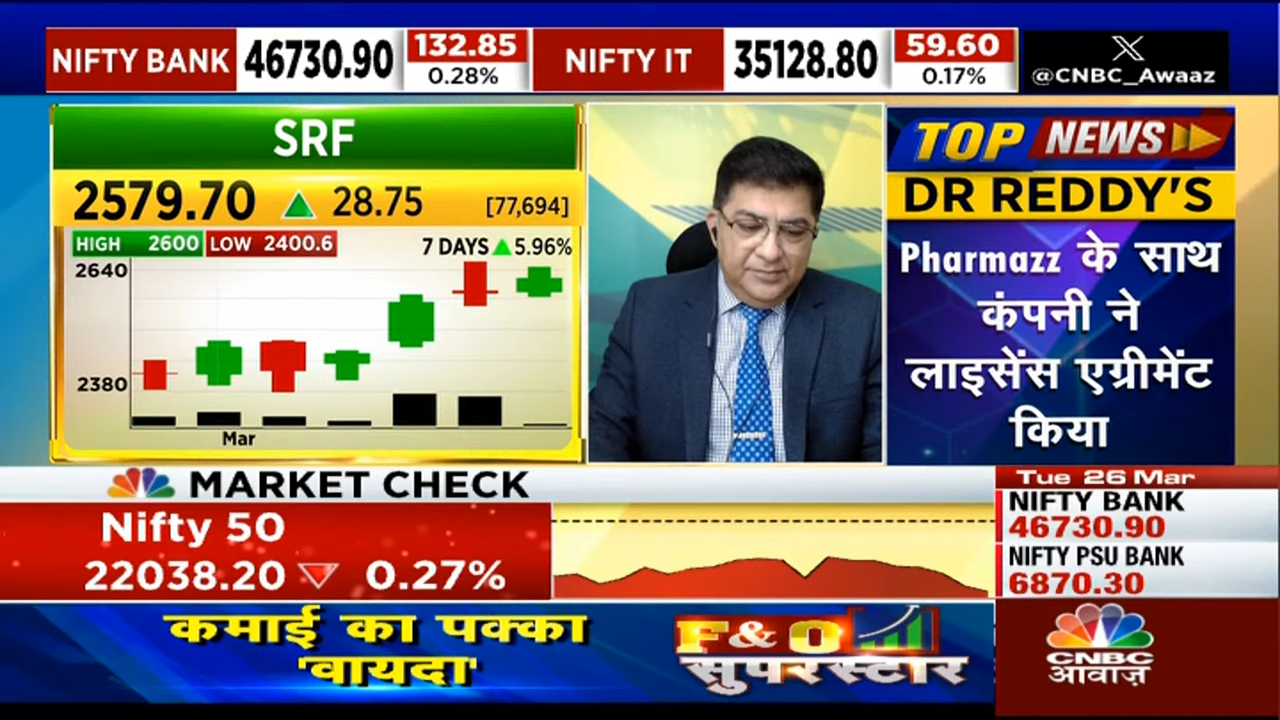 NIFTY BANK 46730.90 132.85 0.28% NIFTY IT 35128.80 59.60 0.17% X @CNBC_Awaaz
SRF
2579.70 28.75 [77,694]
HIGH 2600 LOW 2400.6 7 DAYS 5.96%
2640
2380
Mar
TOP NEWS
DR REDDY'S
Pharmazz के साथ
कंपनी ने
लाइसेंस एग्रीमेंट
किया
MARKET CHECK
Nifty 50
22038.20 0.27%
Tue 26 Mar
NIFTY BANK
46730.90
NIFTY PSU BANK
6870.30
कमाई का पक्का
'वायदा'
F&O
सुपरस्टार
CNBC
आवाज़